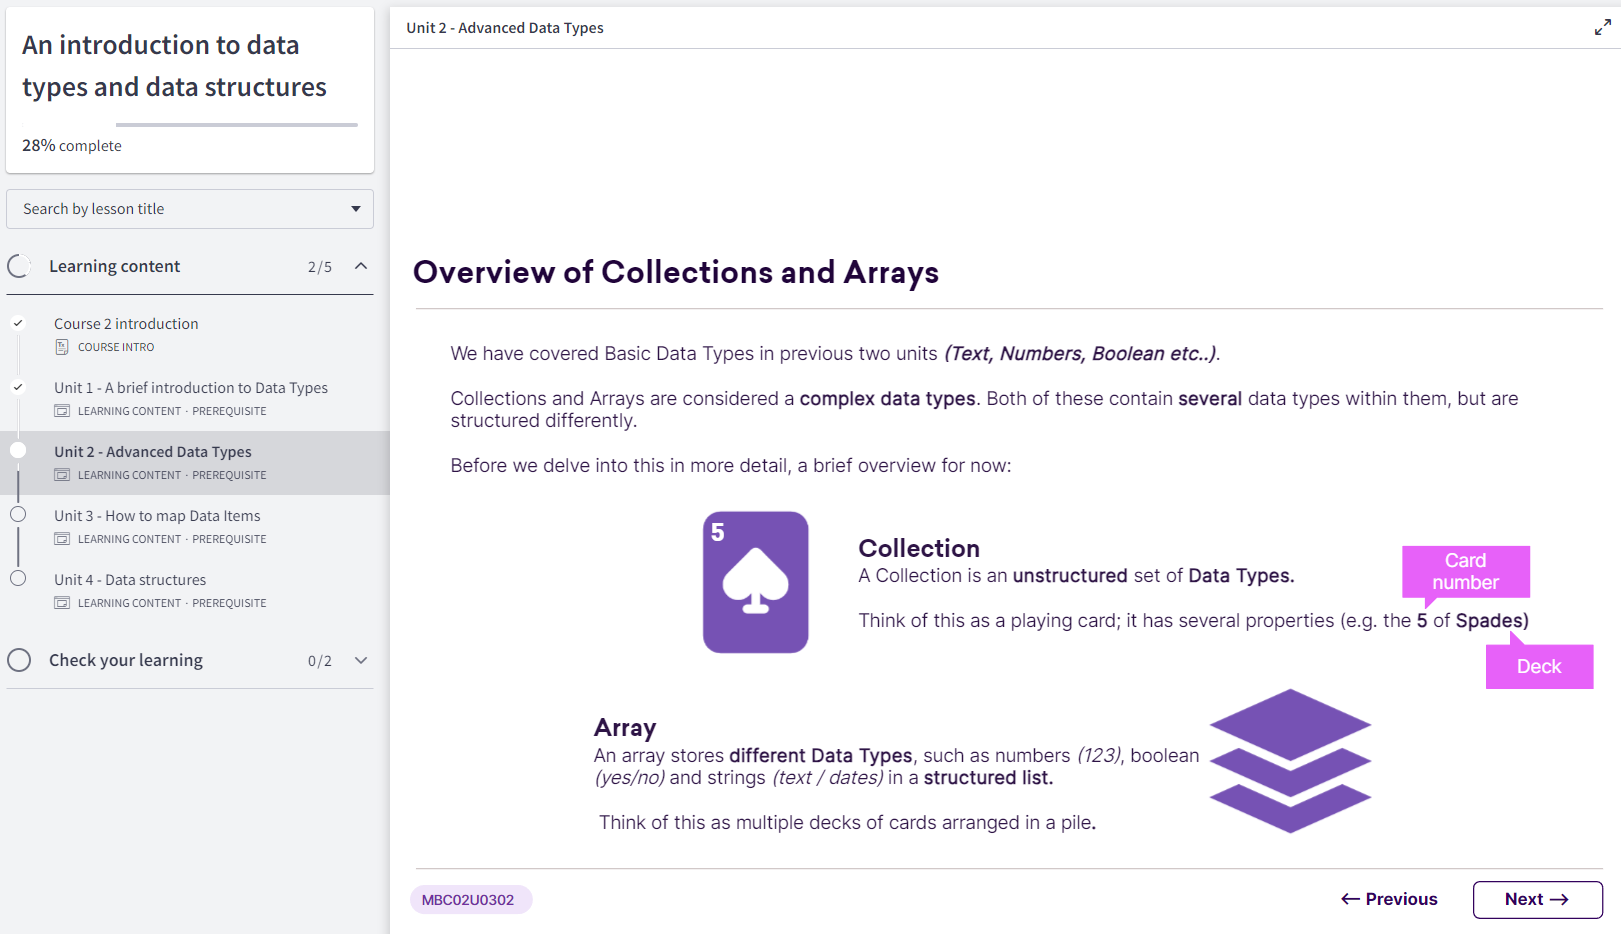 An introduction to data
types and data structures
28% complete
Search by lesson title
Learning content 2/5
Course 2 introduction
COURSE INTRO
Unit 1 - A brief introduction to Data Types
LEARNING CONTENT · PREREQUISITE
Unit 2 - Advanced Data Types
LEARNING CONTENT · PREREQUISITE
Unit 3 - How to map Data Items
LEARNING CONTENT · PREREQUISITE
Unit 4 - Data structures
LEARNING CONTENT · PREREQUISITE
Check your learning 0/2
Unit 2 - Advanced Data Types
Overview of Collections and Arrays
We have covered Basic Data Types in previous two units (Text, Numbers, Boolean etc..).
Collections and Arrays are considered a complex data types. Both of these contain several data types within them, but are
structured differently.
Before we delve into this in more detail, a brief overview for now:
5
Collection
A Collection is an unstructured set of Data Types.
Card
number
Think of this as a playing card; it has several properties (e.g. the 5 of Spades)
Deck
Array
An array stores different Data Types, such as numbers (123), boolean
(yes/no) and strings (text / dates) in a structured list.
Think of this as multiple decks of cards arranged in a pile.
MBC02U0302
← Previous
Next →